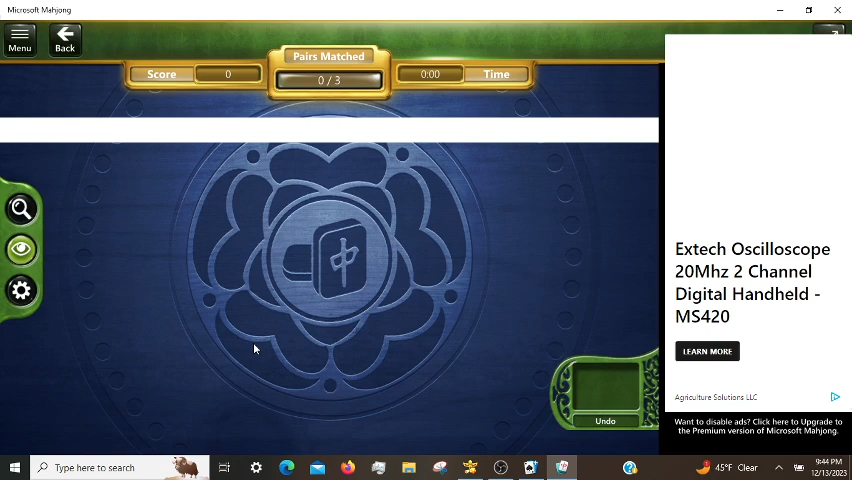 Microsoft Mahjong
Menu
Back
Pairs Matched
Score 0
0 / 3
0:00 Time
中
Extech Oscilloscope
20Mhz 2 Channel
Digital Handheld -
MS420
LEARN MORE
Agriculture Solutions LLC
Undo
Want to disable ads? Click here to Upgrade to
the Premium version of Microsoft Mahjong.
Type here to search
45°F Clear
9:44 PM
12/13/2023